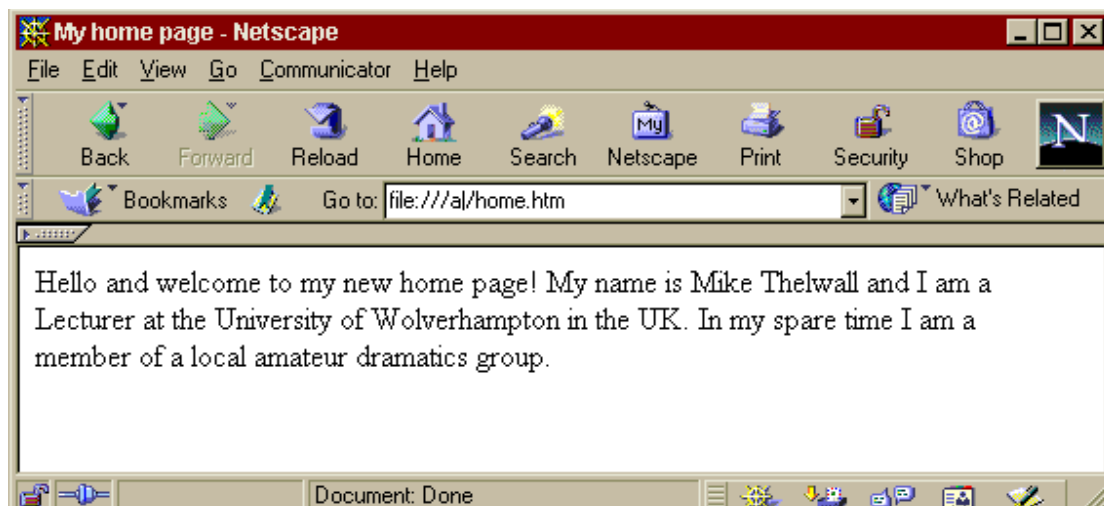 My home page - Netscape
File Edit View Go Communicator Help
My N
Back Forward Reload Home Search Netscape Print Security Shop
Bookmarks Go to: file:///a|/home.htm What's Related
Hello and welcome to my new home page! My name is Mike Thelwall and I am a
Lecturer at the University of Wolverhampton in the UK. In my spare time I am a
member of a local amateur dramatics group.
Document: Done